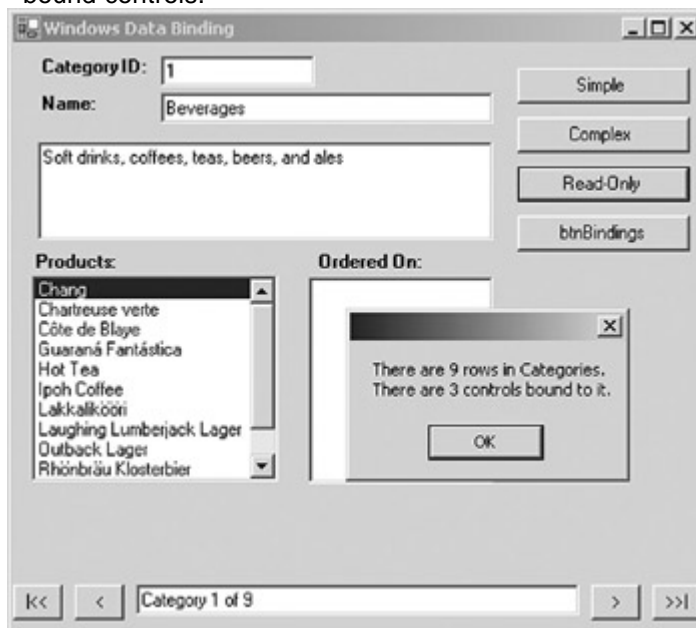 bound controls.
Windows Data Binding
Category ID: 1
Simple
Name: Beverages
Complex
Soft drinks, coffees, teas, beers, and ales
Read-Only
btnBindings
Products:
Ordered On:
Chang
Chartreuse verte
Côte de Blaye
Guaraná Fantástica
Hot Tea
Ipoh Coffee
Lakkalikööri
Laughing Lumberjack Lager
Outback Lager
Rhönbräu Klosterbier
There are 9 rows in Categories.
There are 3 controls bound to it.
OK
|<< < Category 1 of 9 > >>|